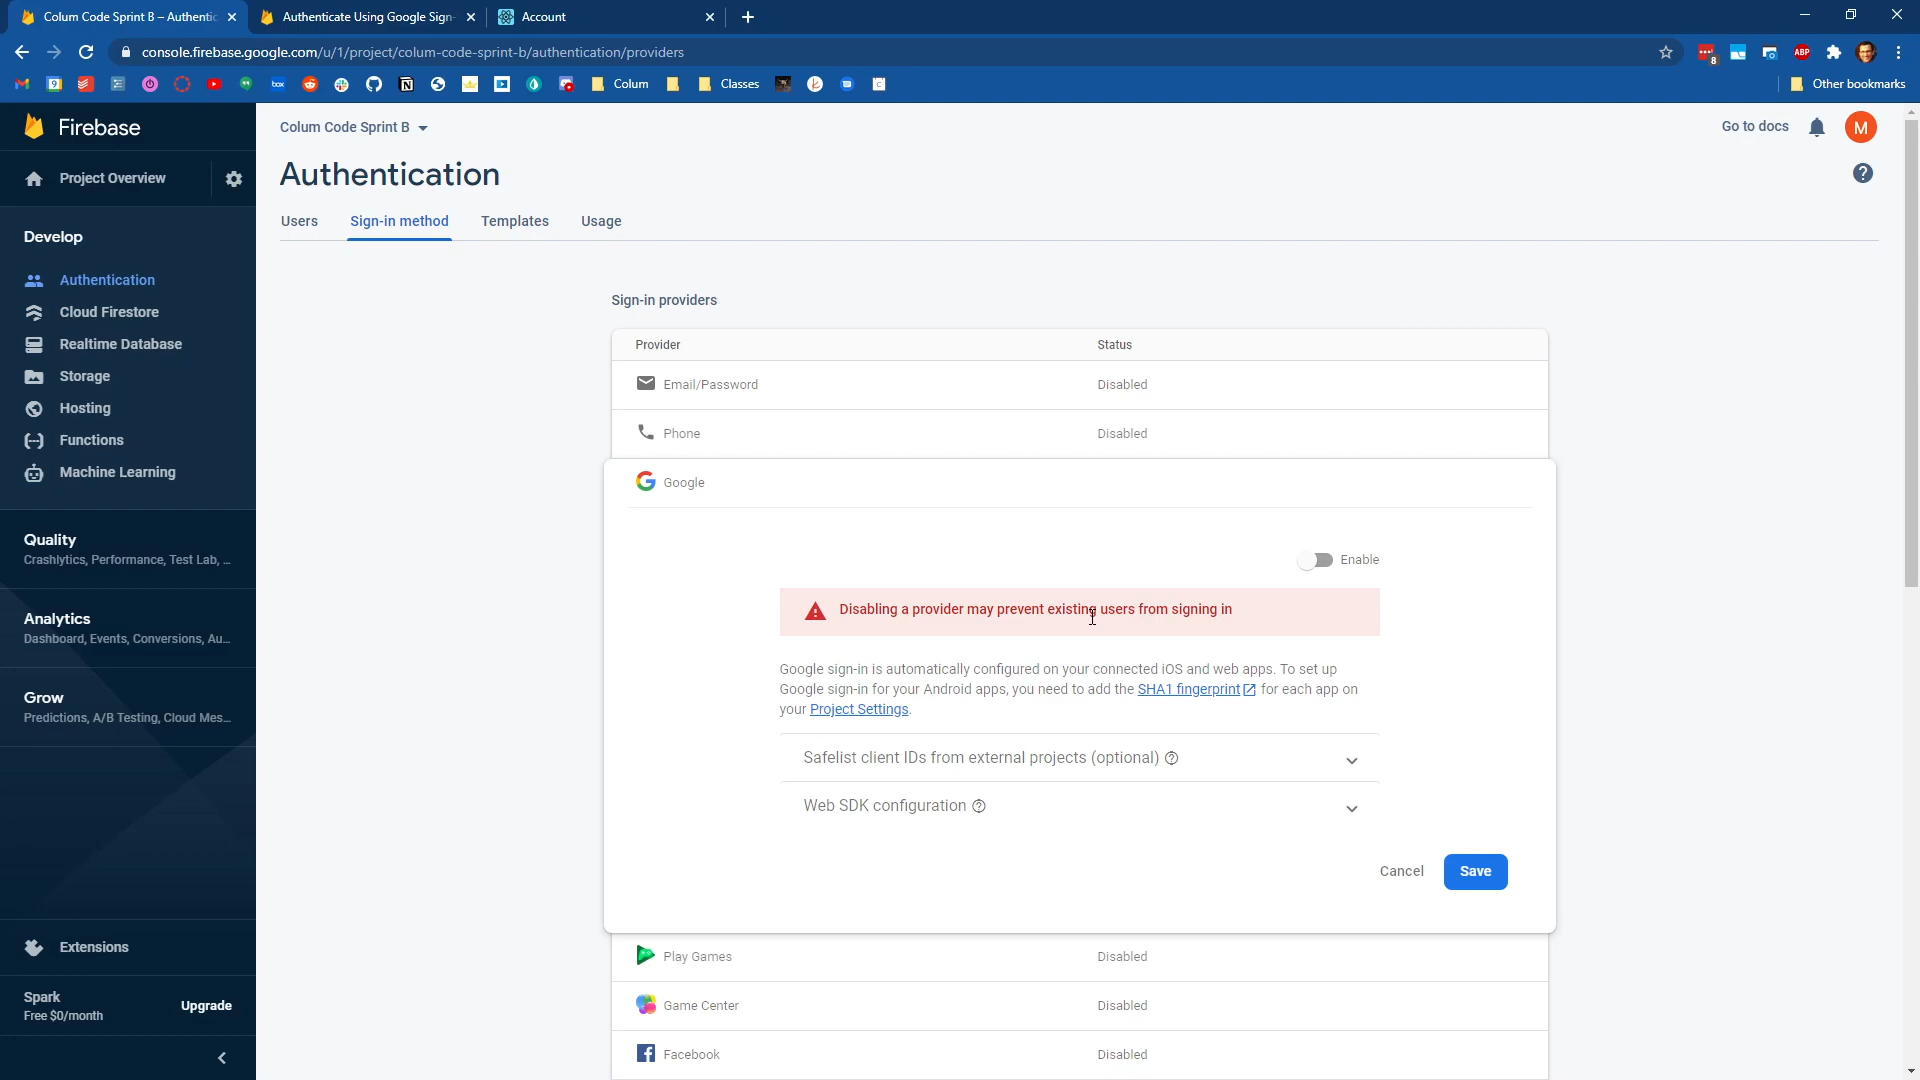 Colum Code Sprint B – Authentic
Authenticate Using Google Sign-
Account
console.firebase.google.com/u/1/project/colum-code-sprint-b/authentication/providers
8
ABP
9
box
Colum
Classes
Other bookmarks
Firebase
Project Overview
Develop
Authentication
Cloud Firestore
Realtime Database
Storage
Hosting
Functions
Machine Learning
Quality
Crashlytics, Performance, Test Lab, ...
Analytics
Dashboard, Events, Conversions, Au...
Grow
Predictions, A/B Testing, Cloud Mes...
Extensions
Spark
Free $0/month
Upgrade
Colum Code Sprint B
Go to docs
M
Authentication
Users
Sign-in method
Templates
Usage
Sign-in providers
Provider
Status
Email/Password
Disabled
Phone
Disabled
Google
Enable
Disabling a provider may prevent existing users from signing in
Google sign-in is automatically configured on your connected iOS and web apps. To set up
Google sign-in for your Android apps, you need to add the SHA1 fingerprint for each app on
your Project Settings.
Safelist client IDs from external projects (optional)
Web SDK configuration
Cancel
Save
Play Games
Disabled
Game Center
Disabled
Facebook
Disabled